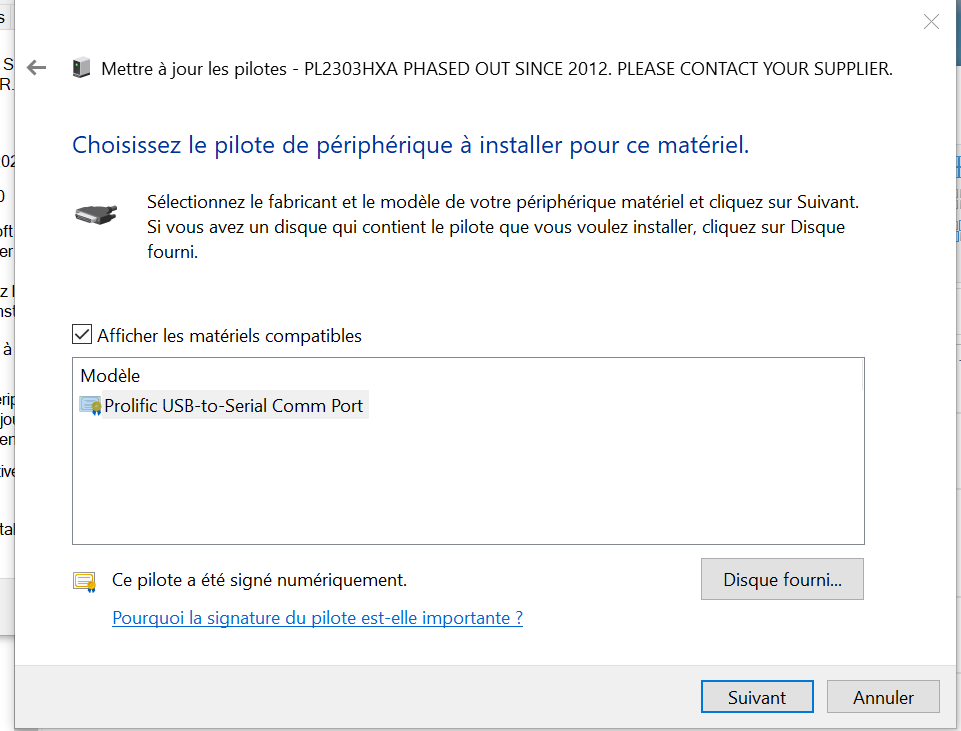 Mettre à jour les pilotes - PL2303HXA PHASED OUT SINCE 2012. PLEASE CONTACT YOUR SUPPLIER.
Choisissez le pilote de périphérique à installer pour ce matériel.
Sélectionnez le fabricant et le modèle de votre périphérique matériel et cliquez sur Suivant.
Si vous avez un disque qui contient le pilote que vous voulez installer, cliquez sur Disque
fourni.
Afficher les matériels compatibles
Modèle
Prolific USB-to-Serial Comm Port
Ce pilote a été signé numériquement.
Disque fourni...
Pourquoi la signature du pilote est-elle importante ?
Suivant
Annuler